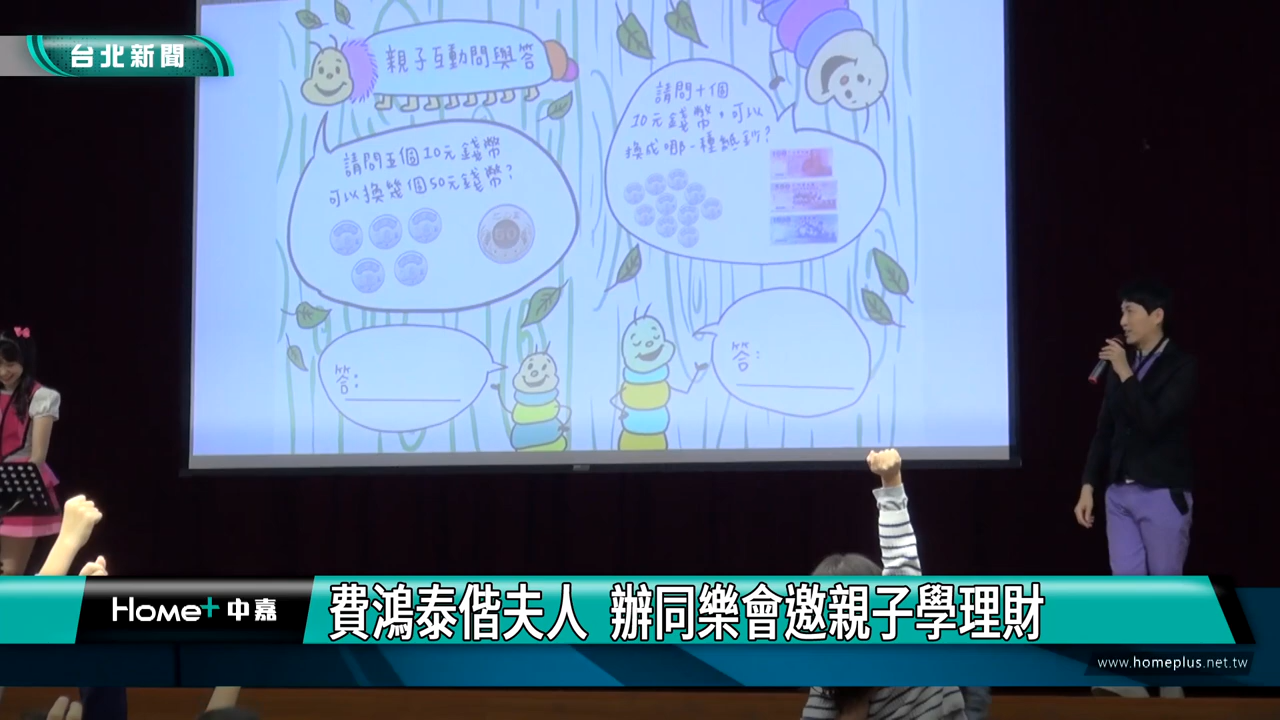 台北新聞
親子互動問與答
請問五個10元錢幣
可以換幾個50元錢幣?
請問十個
10元錢幣,可以
換成哪一種紙鈔?
50
答:
答:
Home+中嘉
費鴻泰偕夫人 辦同樂會邀親子學理財
www.homeplus.net.tw